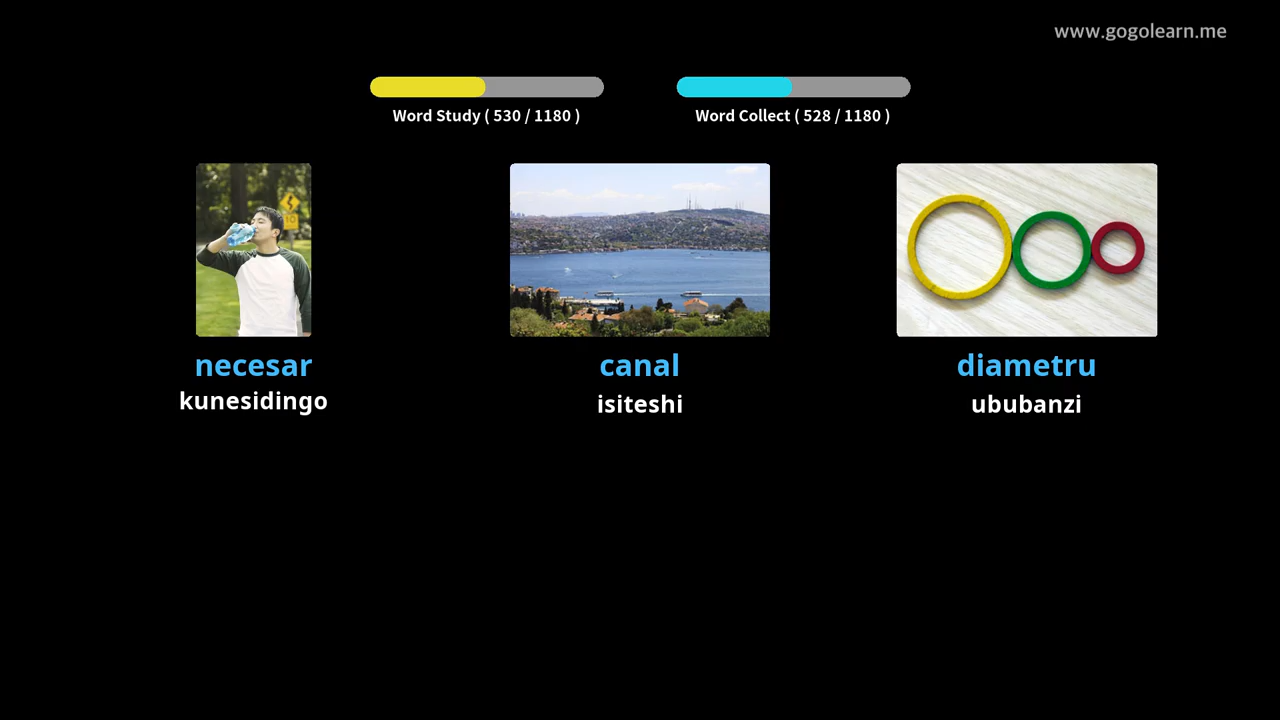 www.gogolearn.me
Word Study ( 530 / 1180 )
Word Collect ( 528 / 1180 )
necesar
kunesidingo
canal
isiteshi
diametru
ububanzi